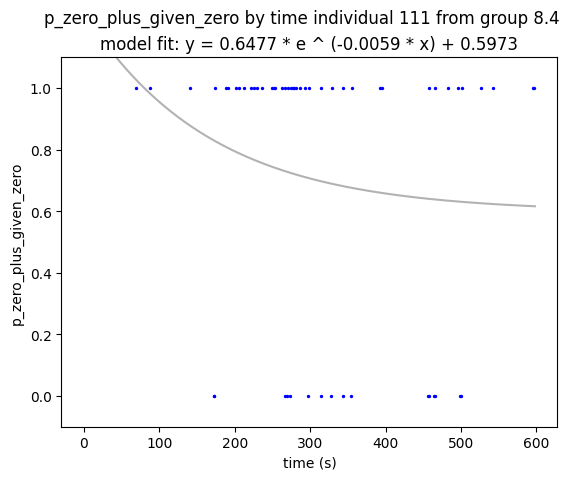 p_zero_plus_given_zero by time individual 111 from group 8.4
model fit: y = 0.6477 * e ^ (-0.0059 * x) + 0.5973
1.0
0.8
0.6
0.4
0.2
0.0
p_zero_plus_given_zero
0 100 200 300 400 500 600
time (s)